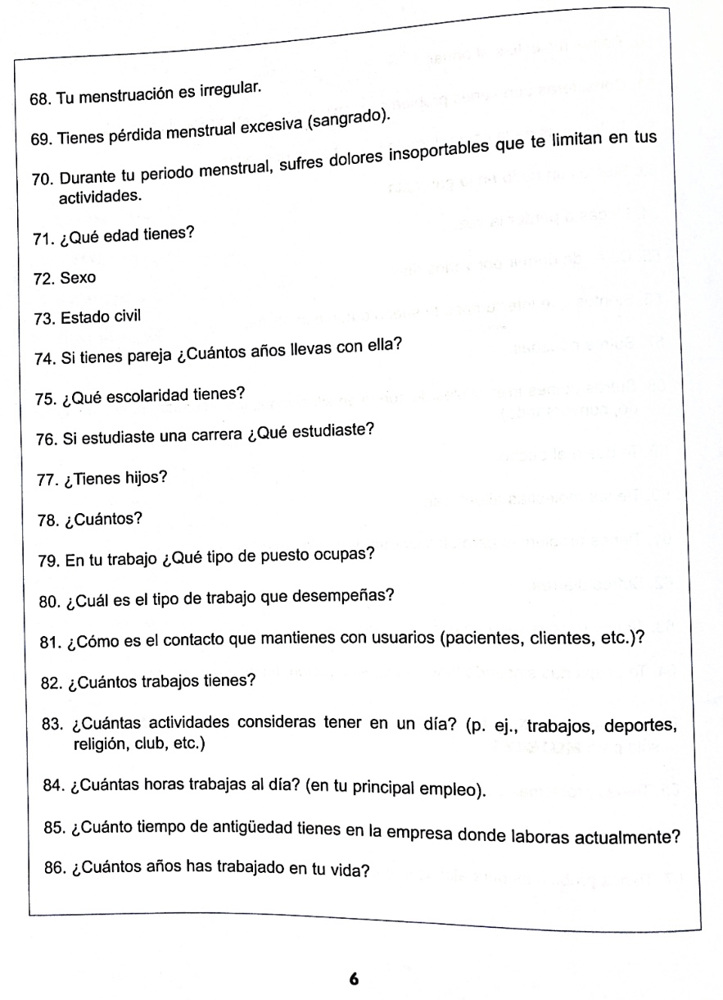 68. Tu menstruación es irregular.
69. Tienes pérdida menstrual excesiva (sangrado).
70. Durante tu periodo menstrual, sufres dolores insoportables que te limitan en tus
actividades.
71. ¿Qué edad tienes?
72. Sexo
73. Estado civil
74. Si tienes pareja ¿Cuántos años llevas con ella?
75. ¿Qué escolaridad tienes?
76. Si estudiaste una carrera ¿Qué estudiaste?
77. ¿Tienes hijos?
78. ¿Cuántos?
79. En tu trabajo ¿Qué tipo de puesto ocupas?
80. ¿Cuál es el tipo de trabajo que desempeñas?
81. ¿Cómo es el contacto que mantienes con usuarios (pacientes, clientes, etc.)?
82. ¿Cuántos trabajos tienes?
83. ¿Cuántas actividades consideras tener en un día? (p. ej., trabajos, deportes,
religión, club, etc.)
84. ¿Cuántas horas trabajas al día? (en tu principal empleo).
85. ¿Cuánto tiempo de antigüedad tienes en la empresa donde laboras actualmente?
86. ¿Cuántos años has trabajado en tu vida?
6